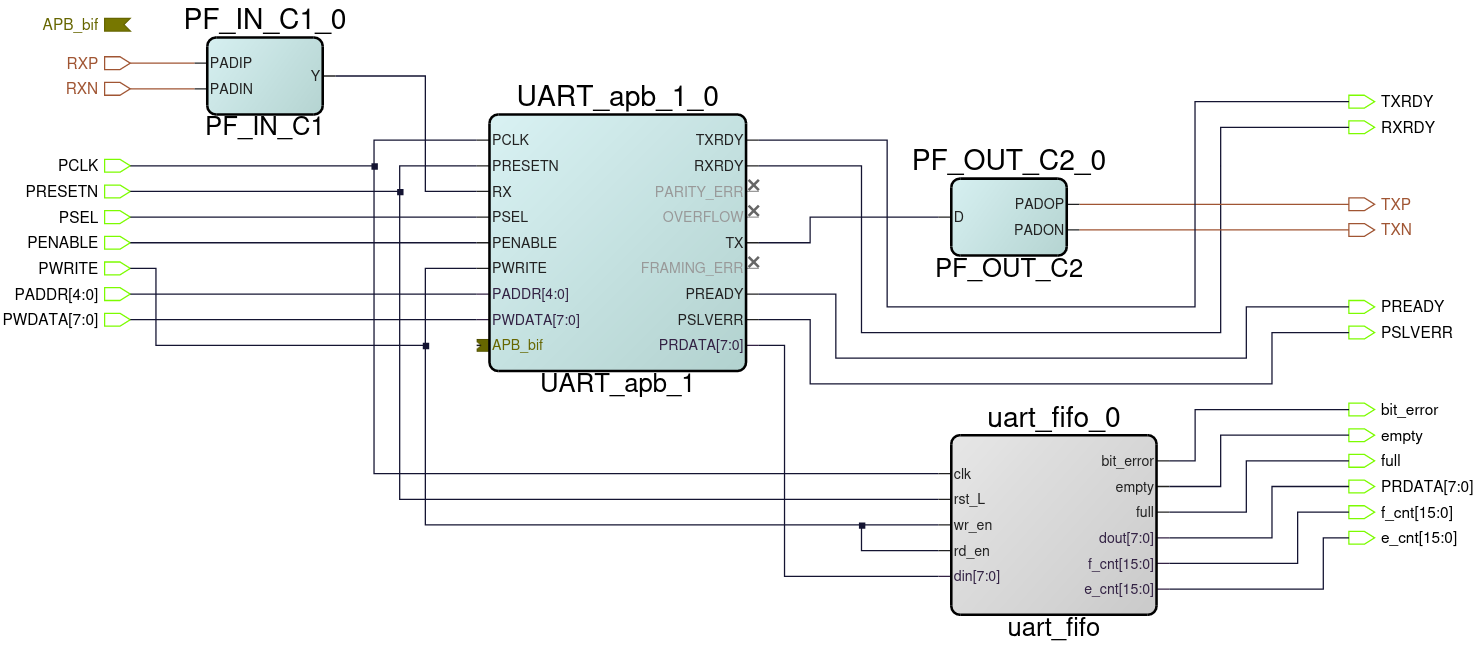 APB_bif
RXP
RXN
PCLK
PRESETN
PSEL
PENABLE
PWRITE
PADDR[4:0]
PWDATA[7:0]
PF_IN_C1_0
PADIP
PADIN
Y
PF_IN_C1
UART_apb_1_0
PCLK
PRESETN
RX
PSEL
PENABLE
PWRITE
PADDR[4:0]
PWDATA[7:0]
APB_bif
TXRDY
RXRDY
PARITY_ERR
OVERFLOW
TX
FRAMING_ERR
PREADY
PSLVERR
PRDATA[7:0]
UART_apb_1
PF_OUT_C2_0
D
PADOP
PADON
PF_OUT_C2
uart_fifo_0
clk
rst_L
wr_en
rd_en
din[7:0]
bit_error
empty
full
dout[7:0]
f_cnt[15:0]
e_cnt[15:0]
uart_fifo
TXRDY
RXRDY
TXP
TXN
PREADY
PSLVERR
bit_error
empty
full
PRDATA[7:0]
f_cnt[15:0]
e_cnt[15:0]